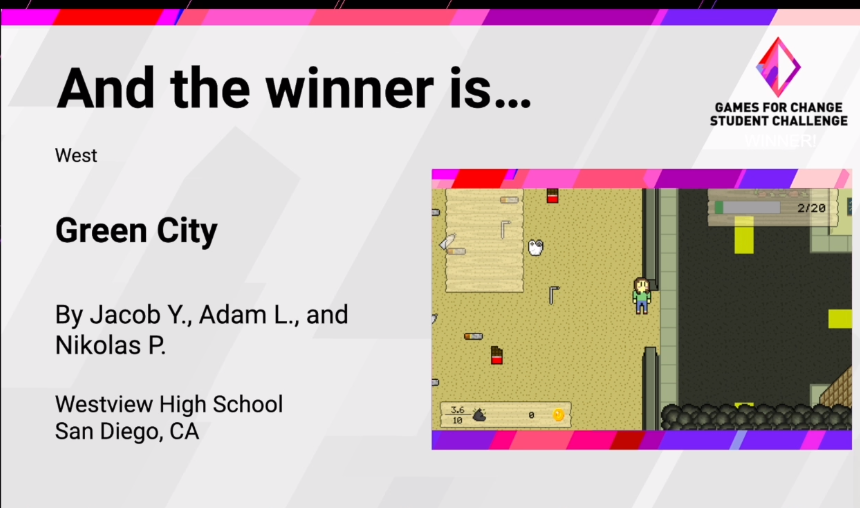 And the winner is...
GAMES FOR CHANGE
STUDENT CHALLENGE
WINNER!
West
Green City
By Jacob Y., Adam L., and
Nikolas P.
Westview High School
San Diego, CA
2/20
3.6
10
0